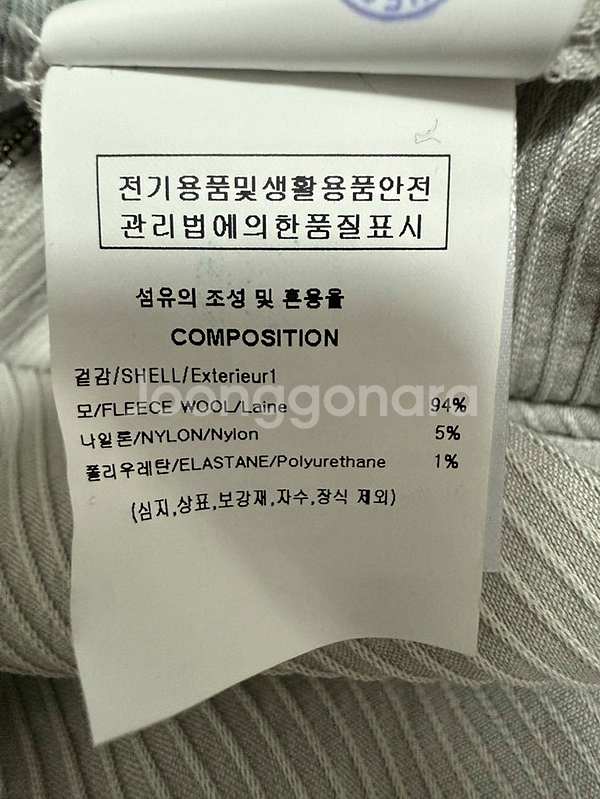 전기용품및생활용품안전
관리법에의한품질표시
섬유의 조성 및 혼용율
COMPOSITION
겉감/SHELL/Exterieur1
모/FLEECE WOOL/Laine 94%
나일론/NYLON/Nylon 5%
폴리우레탄/ELASTANE/Polyurethane 1%
(심지,상표,보강재,자수,장식 제외)
joonggonara